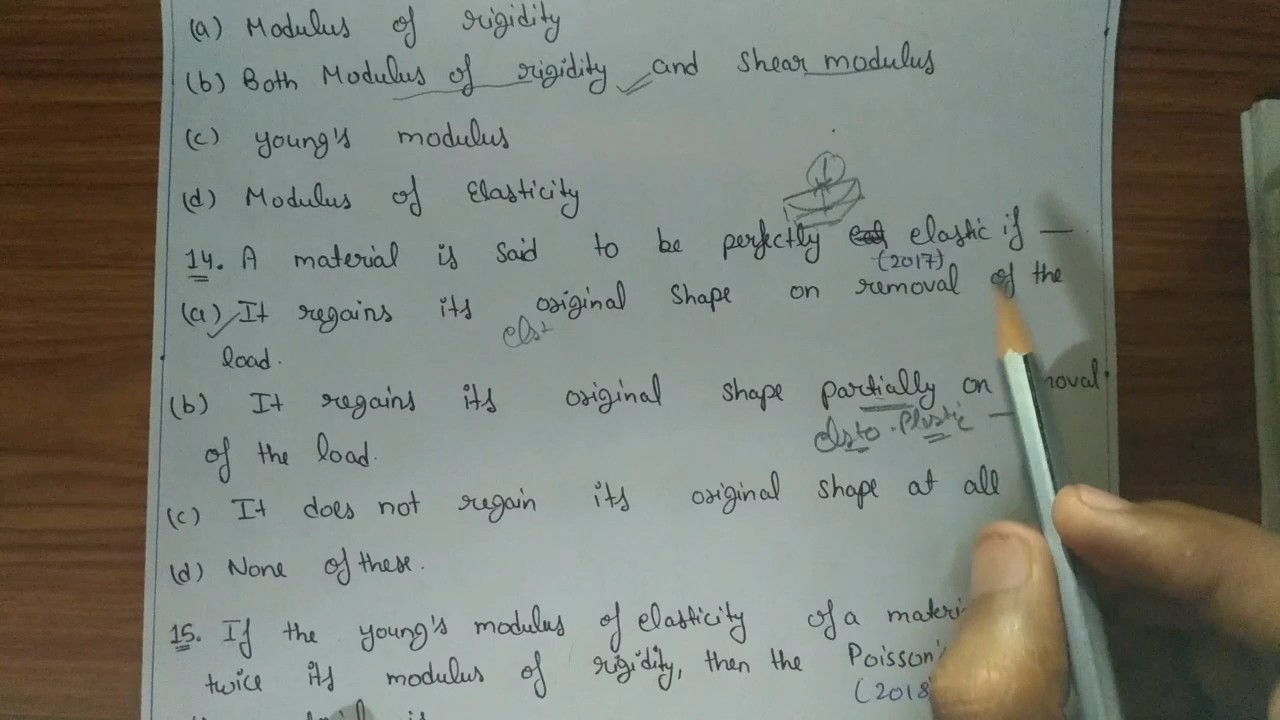 (a) Modulus of rigidity
(b) Both Modulus of rigidity and shear modulus
(c) young's modulus
(d) Modulus of Elasticity
14. A material is said to be perfectly elastic if —
(2017)
(a) It regains its original shape on removal of the
load.
(b) It regains its original shape partially on
elsto-Plastic —
of the load.
(c) It does not regain its original shape at all
(d) None of these.
15. If the young's modulus of elasticity of a
twice its modulus of rigidity, then the
(2018